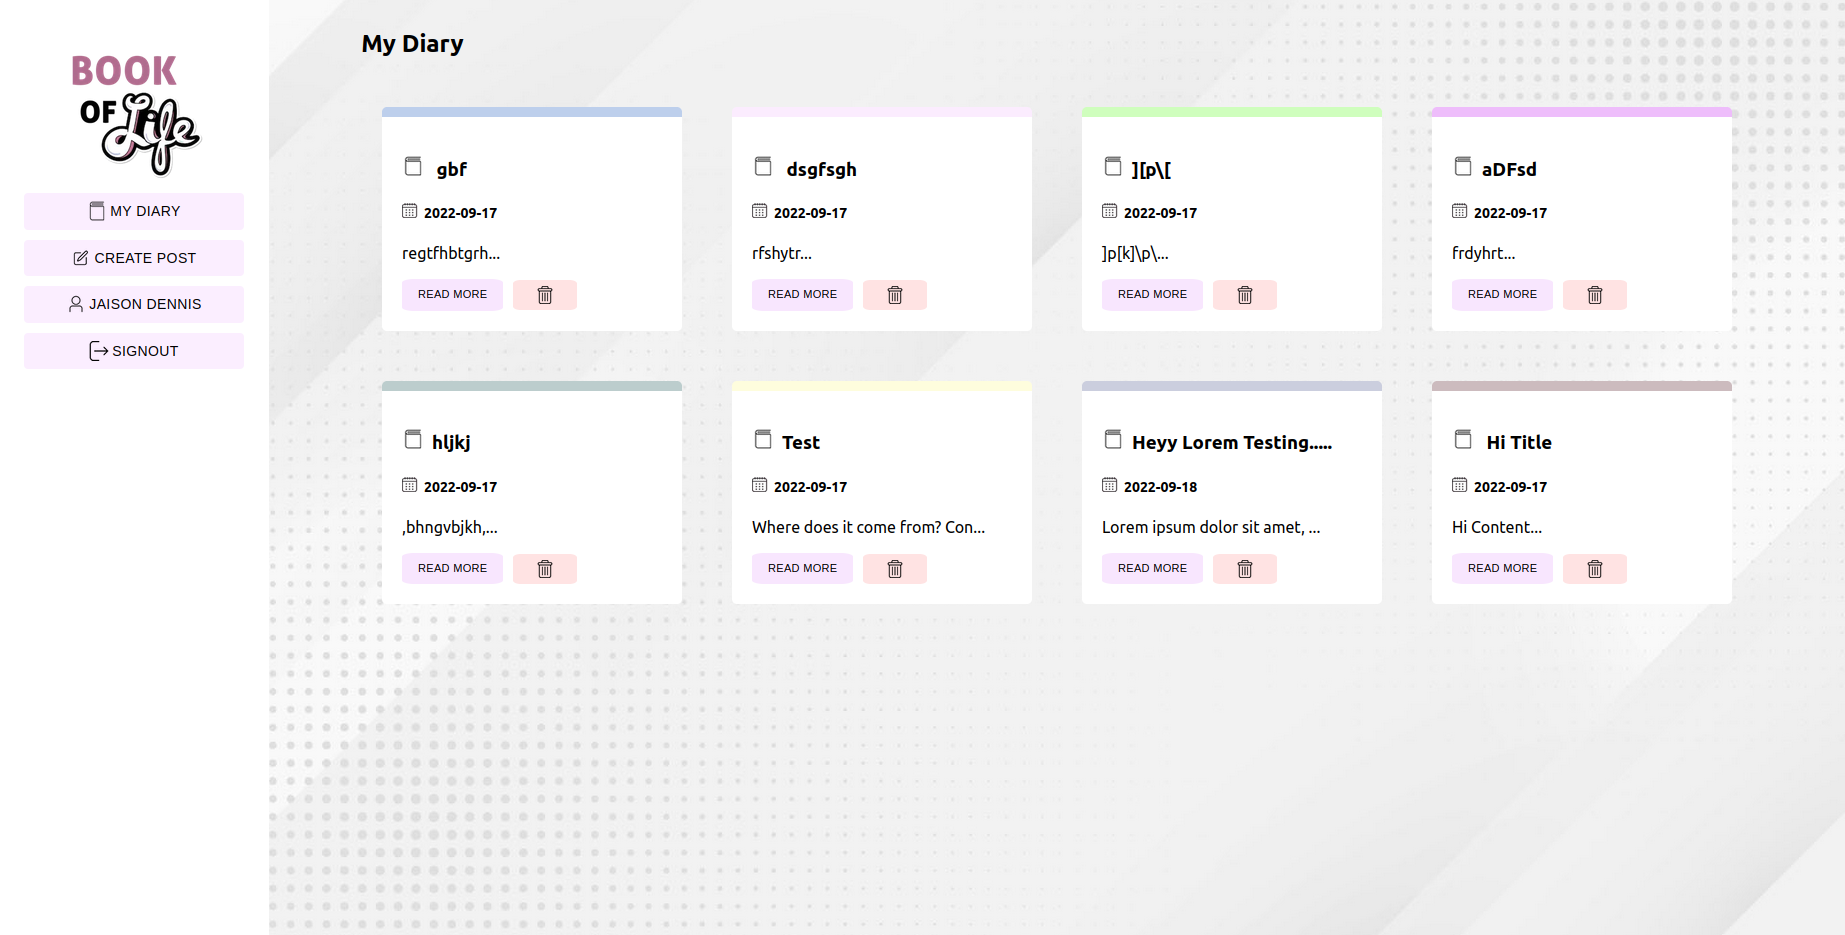 BOOK
OF Life
MY DIARY
CREATE POST
JAISON DENNIS
SIGNOUT
My Diary
gbf
2022-09-17
regtfhbtgrh...
READ MORE
dsgfsgh
2022-09-17
rfshytr...
READ MORE
][p\[
2022-09-17
]p[k]\p\...
READ MORE
aDFsd
2022-09-17
frdyhrt...
READ MORE
hljkj
2022-09-17
,bhngvbjkh,...
READ MORE
Test
2022-09-17
Where does it come from? Con...
READ MORE
Heyy Lorem Testing.....
2022-09-18
Lorem ipsum dolor sit amet, ...
READ MORE
Hi Title
2022-09-17
Hi Content...
READ MORE